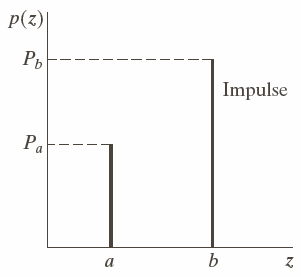 p(z)
P_b
Impulse
P_a
a b z